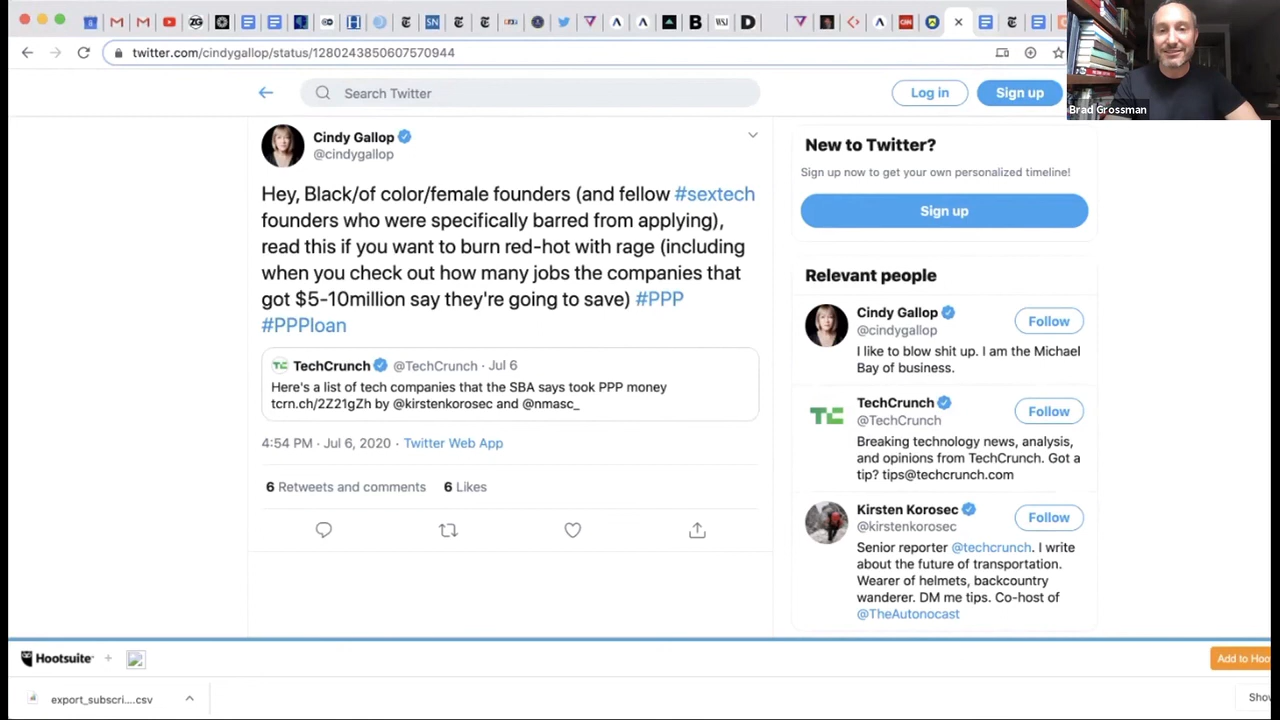 twitter.com/cindygallop/status/1280243850907570944
Search Twitter
Log in
Sign up
Brad Grossman
Cindy Gallop
@cindygallop
Hey, Black/of color/female founders (and fellow #sextech
founders who were specifically barred from applying),
read this if you want to burn red-hot with rage (including
when you check out how many jobs the companies that
got $5-10million say they're going to save) #PPP
#PPPloan
TechCrunch @TechCrunch · Jul 6
Here's a list of tech companies that the SBA says took PPP money
tcrn.ch/2Z21gZh by @kirstenkorosec and @nmasc_
4:54 PM · Jul 6, 2020 · Twitter Web App
6 Retweets and comments 6 Likes
New to Twitter?
Sign up now to get your own personalized timeline!
Sign up
Relevant people
Cindy Gallop
@cindygallop
Follow
I like to blow shit up. I am the Michael
Bay of business.
TechCrunch
@TechCrunch
Follow
Breaking technology news, analysis,
and opinions from TechCrunch. Got a
tip? tips@techcrunch.com
Kirsten Korosec
@kirstenkorosec
Follow
Senior reporter @techcrunch. I write
about the future of transportation.
Wearer of helmets, backcountry
wanderer. DM me tips. Co-host of
@TheAutonocast
Hootsuite +
Add to Hoo
export_subscri....csv
Show